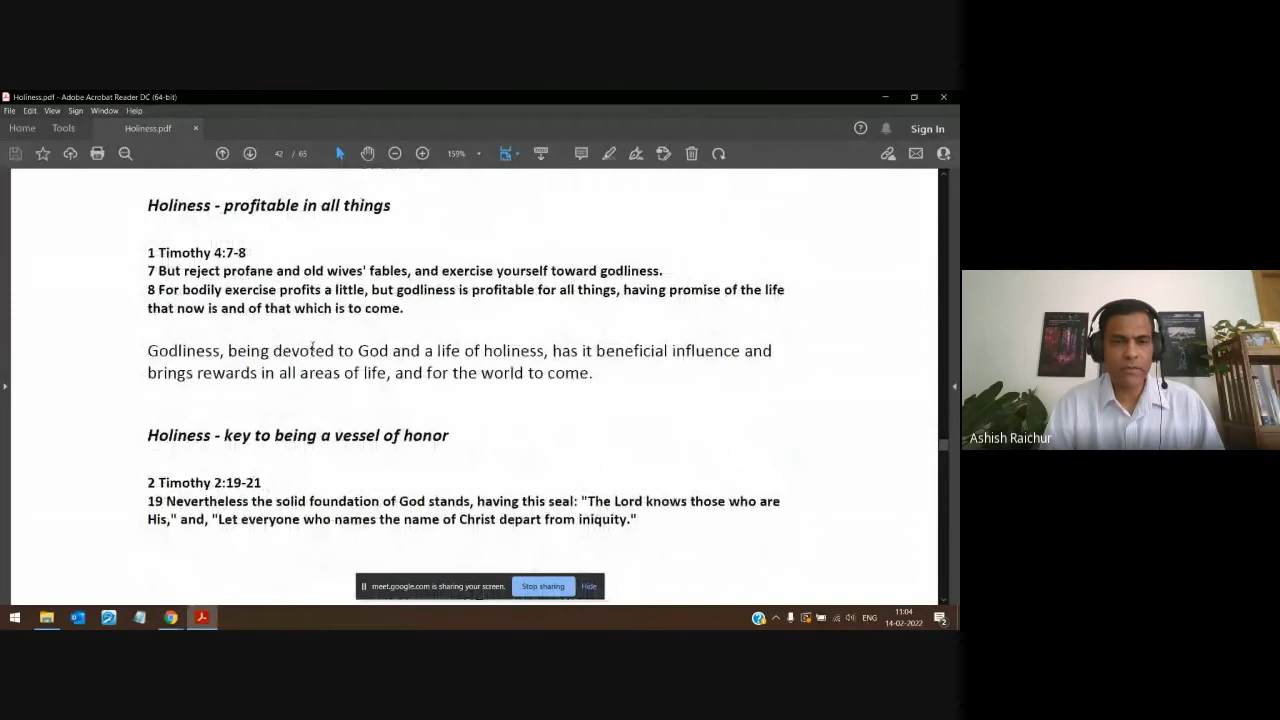 Holiness.pdf - Adobe Acrobat Reader DC (64-bit)
File Edit View Sign Window Help
Home Tools Holiness.pdf × Sign In
42 / 65 159%
Holiness - profitable in all things
1 Timothy 4:7-8
7 But reject profane and old wives' fables, and exercise yourself toward godliness.
8 For bodily exercise profits a little, but godliness is profitable for all things, having promise of the life
that now is and of that which is to come.
Godliness, being devoted to God and a life of holiness, has it beneficial influence and
brings rewards in all areas of life, and for the world to come.
Holiness - key to being a vessel of honor
2 Timothy 2:19-21
19 Nevertheless the solid foundation of God stands, having this seal: "The Lord knows those who are
His," and, "Let everyone who names the name of Christ depart from iniquity."
meet.google.com is sharing your screen. Stop sharing Hide
ENG 11:04
14-02-2022 2
Ashish Raichur